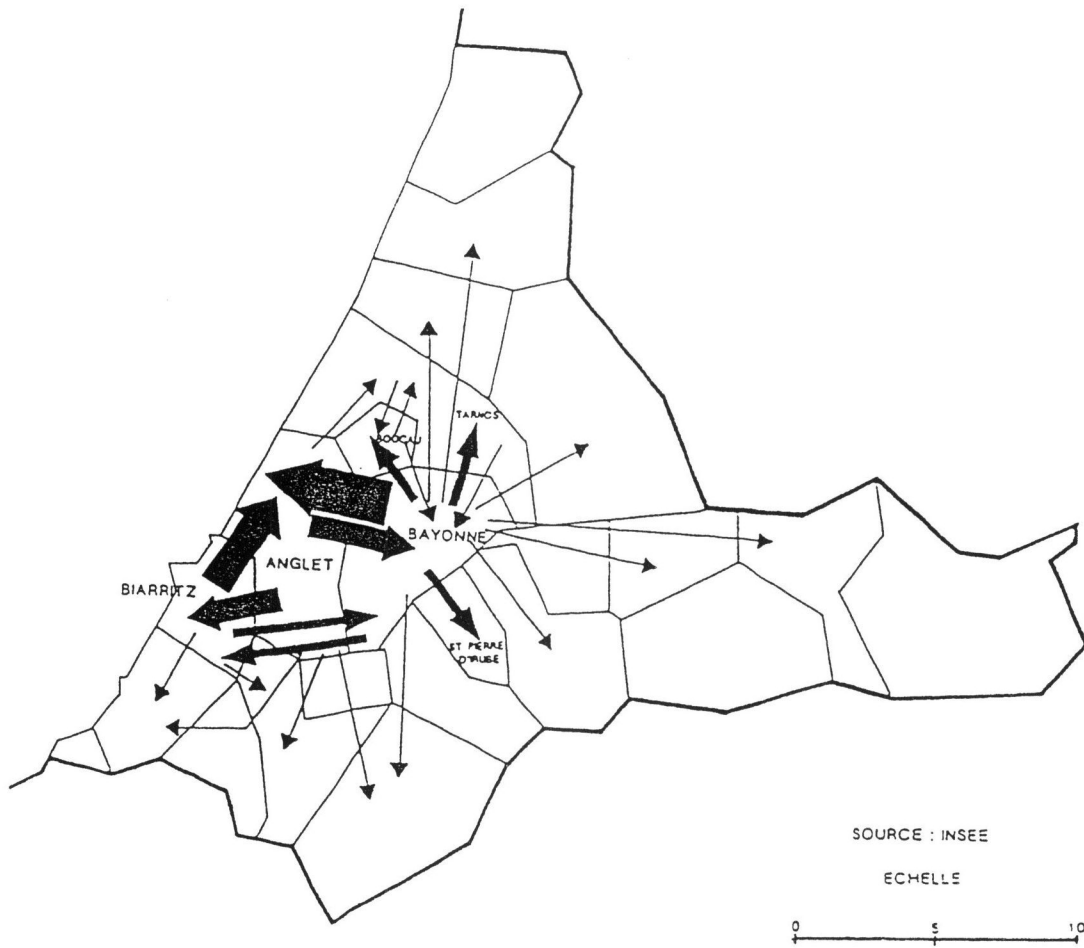 TARNOS
BOUCAU
BAYONNE
ANGLET
BIARRITZ
ST PIERRE
D'IRUBE
SOURCE : INSEE
ECHELLE
0 5 10